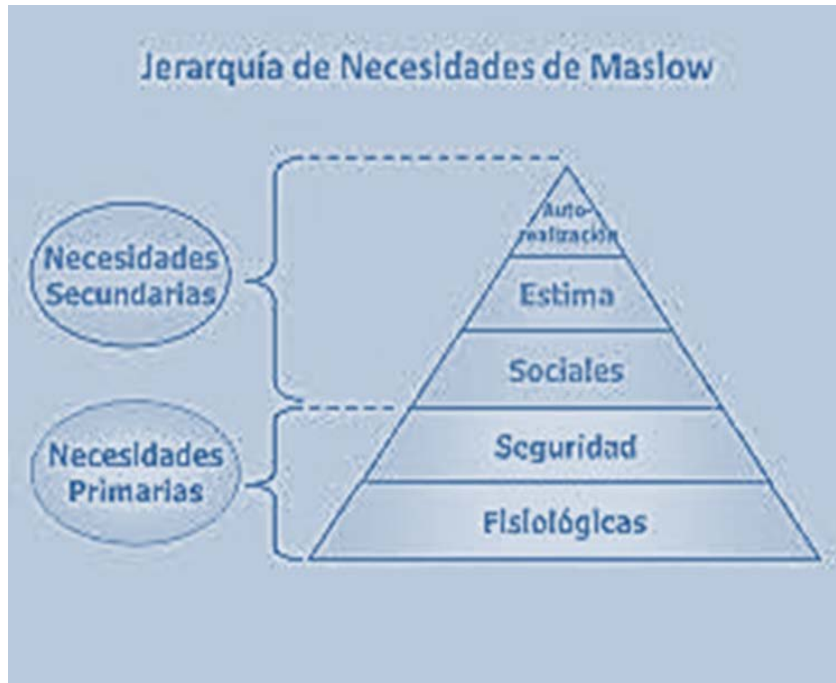 Jerarquía de Necesidades de Maslow
Necesidades
Secundarias
Auto-
realización
Estima
Sociales
Necesidades
Primarias
Seguridad
Fisiológicas